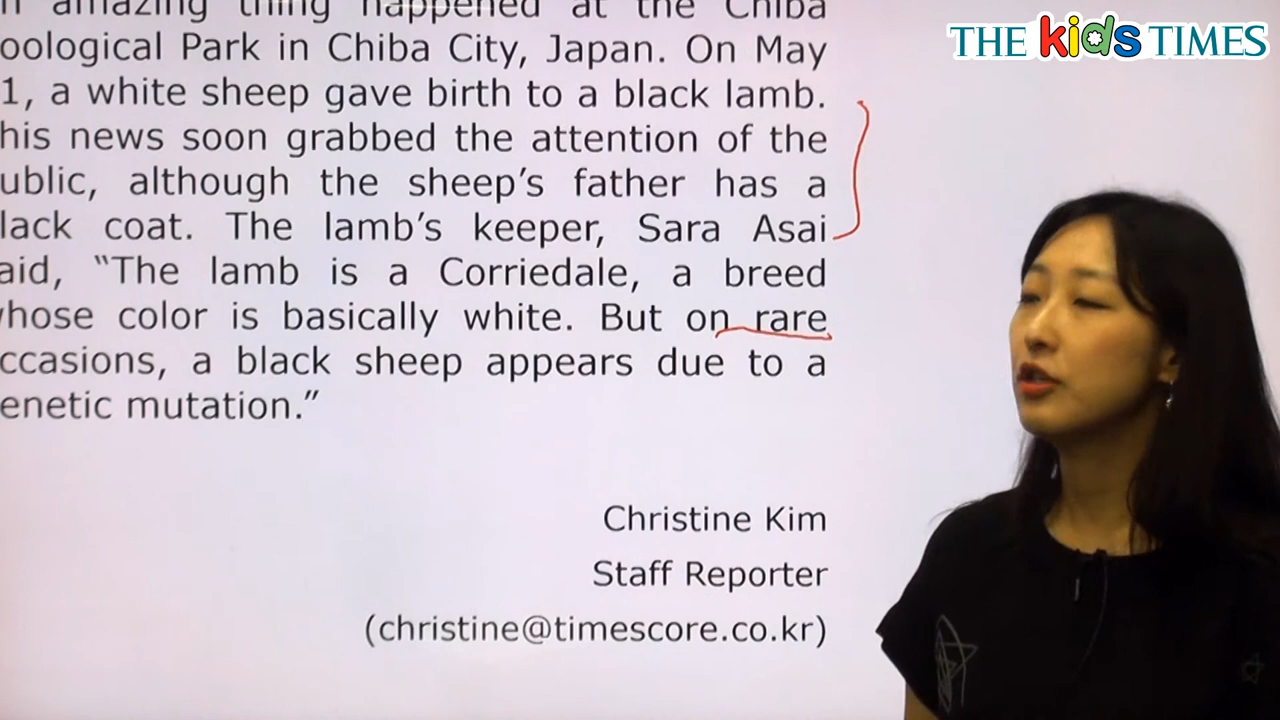 amazing thing happened at the Chiba
oological Park in Chiba City, Japan. On May
1, a white sheep gave birth to a black lamb.
his news soon grabbed the attention of the
ublic, although the sheep's father has a
lack coat. The lamb's keeper, Sara Asai
aid, “The lamb is a Corriedale, a breed
hose color is basically white. But on rare
ccasions, a black sheep appears due to a
enetic mutation.”
Christine Kim
Staff Reporter
(christine@timescore.co.kr)
THE kids TIMES